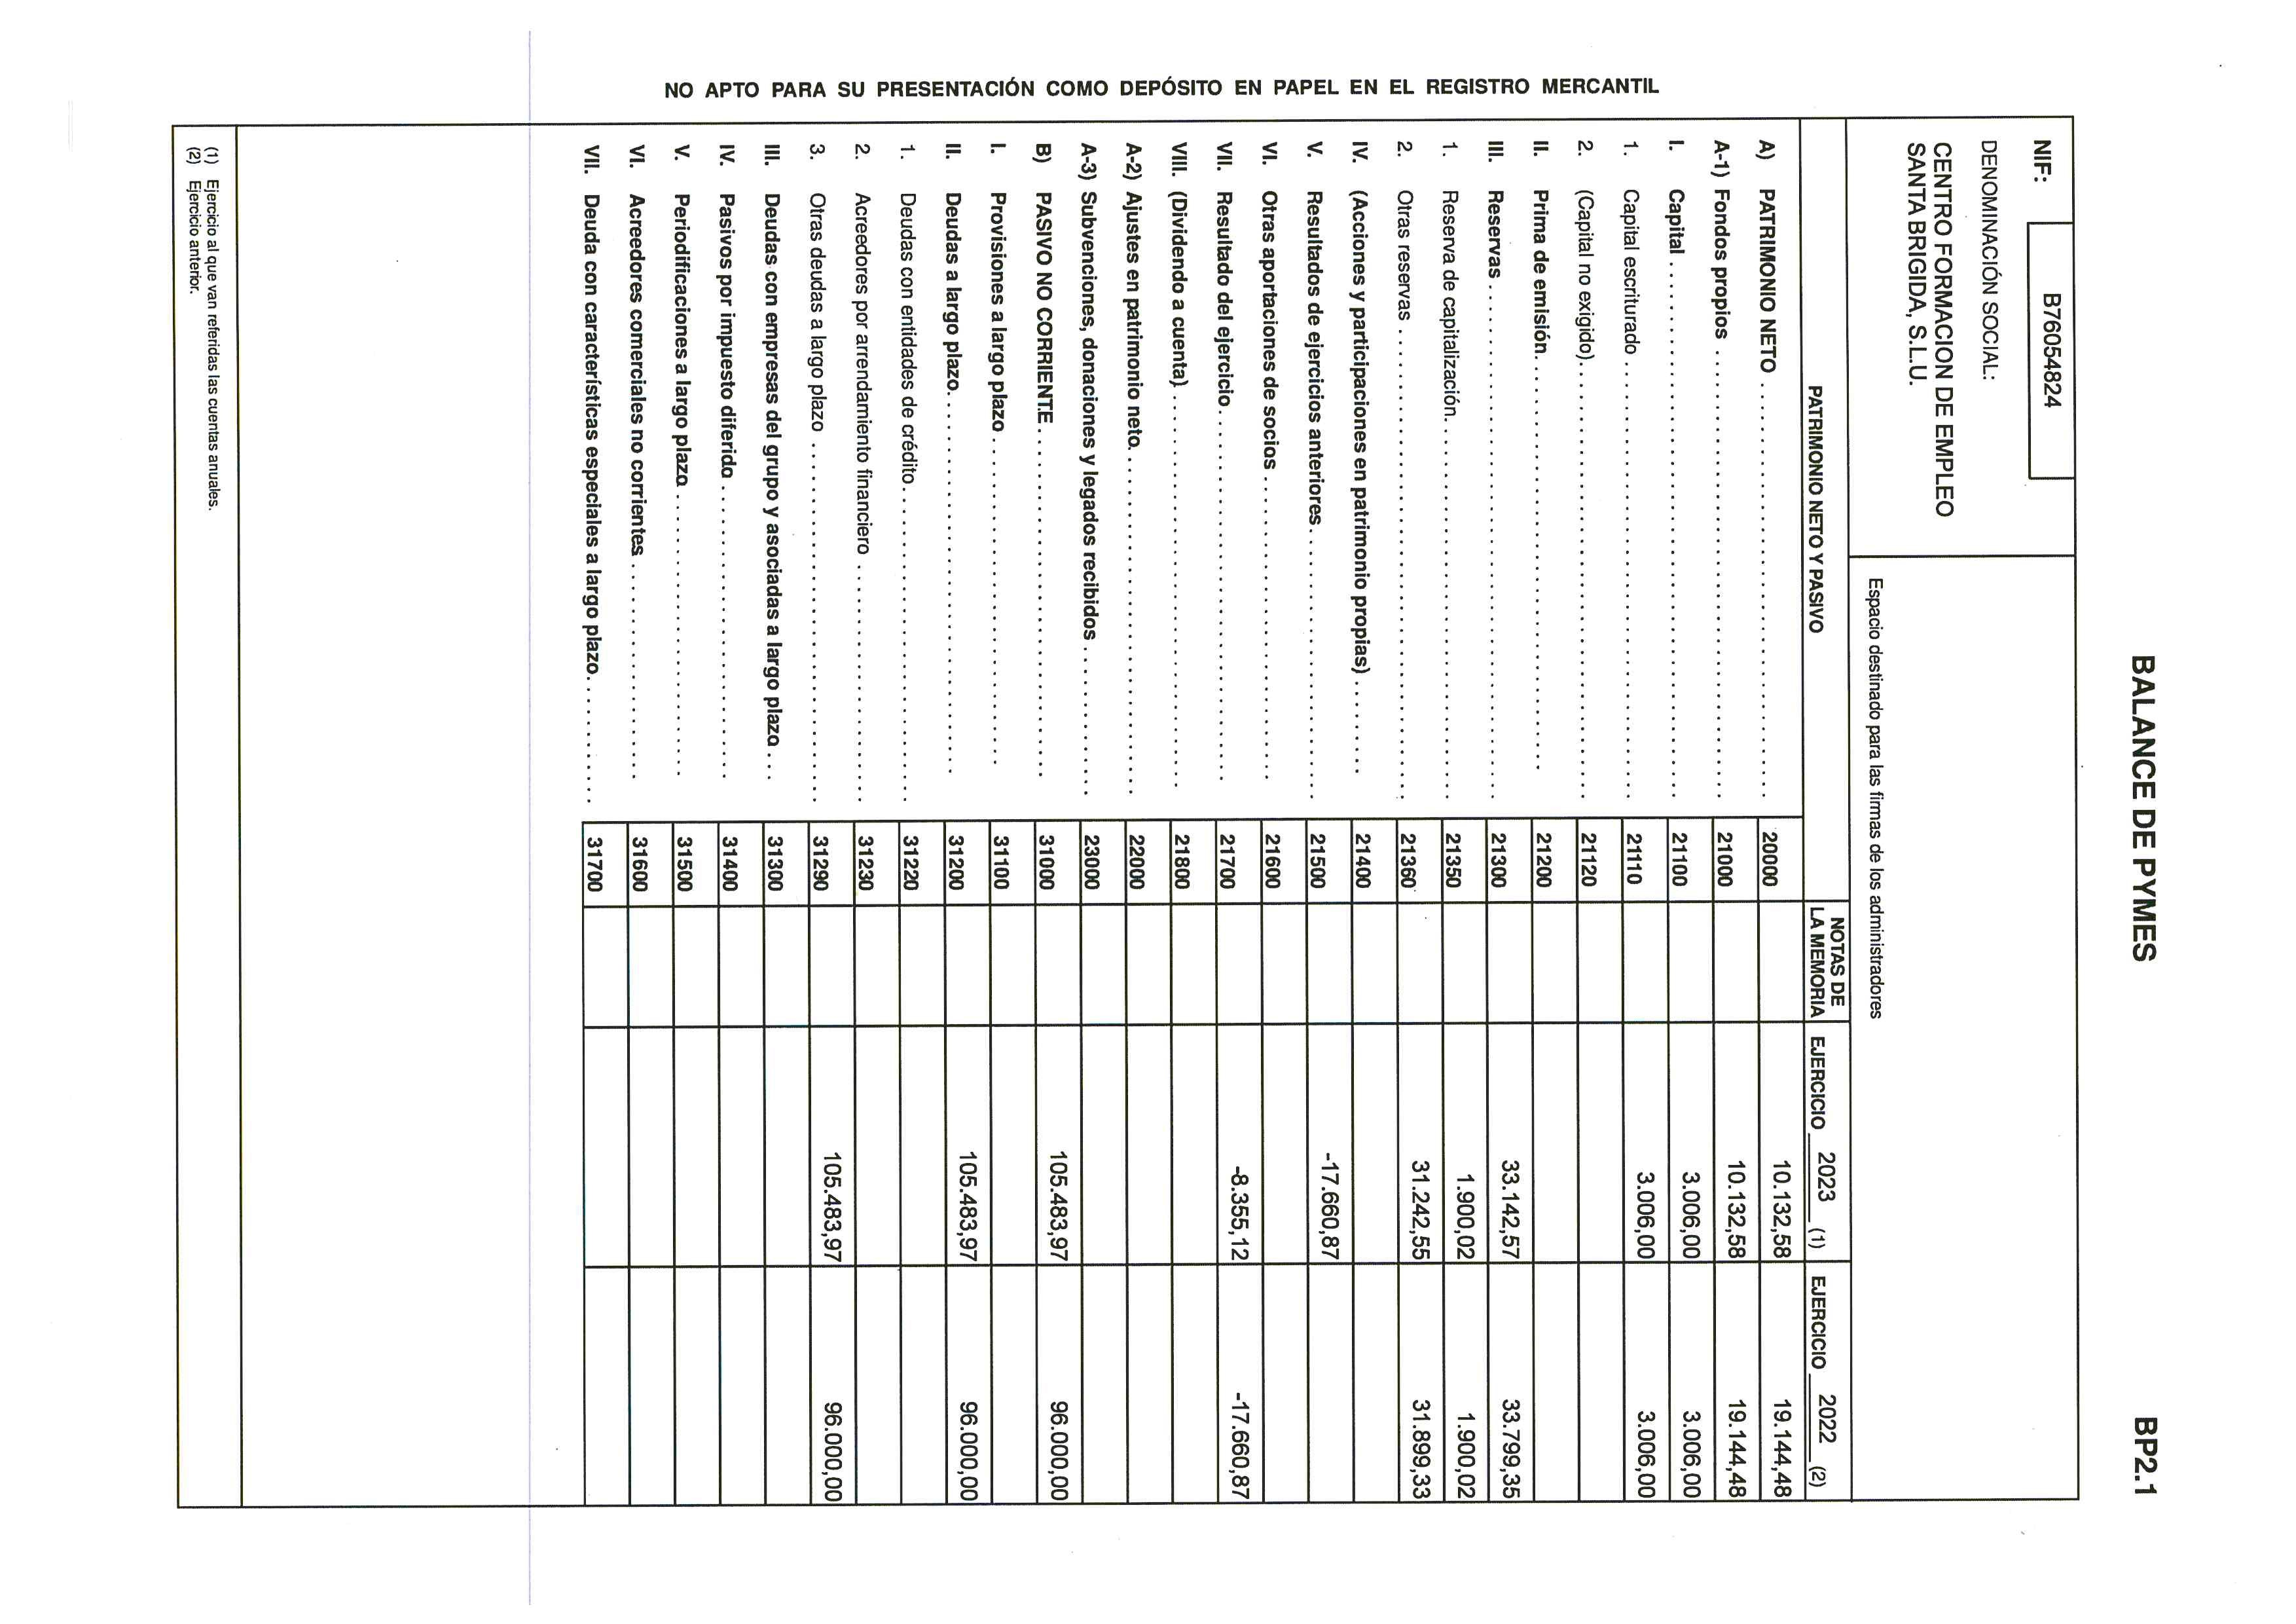 BALANCE DE PYMES BP2.1
NIF: B76054824
DENOMINACIÓN SOCIAL:
CENTRO FORMACION DE EMPLEO
SANTA BRIGIDA, S.L.U.
Espacio destinado para las firmas de los administradores
PATRIMONIO NETO Y PASIVO NOTAS DE LA MEMORIA EJERCICIO 2023 (1) EJERCICIO 2022 (2)
A) PATRIMONIO NETO 20000 10.132,58 19.144,48
A-1) Fondos propios 21000 10.132,58 19.144,48
I. Capital 21100 3.006,00 3.006,00
1. Capital escriturado 21110 3.006,00 3.006,00
2. (Capital no exigido) 21120
II. Prima de emisión 21200
III. Reservas 21300 33.142,57 33.799,35
1. Reserva de capitalización 21350 1.900,02 1.900,02
2. Otras reservas 21360 31.242,55 31.899,33
IV. (Acciones y participaciones en patrimonio propias) 21400
V. Resultados de ejercicios anteriores 21500 -17.660,87
VI. Otras aportaciones de socios 21600
VII. Resultado del ejercicio 21700 -8.355,12 -17.660,87
VIII. (Dividendo a cuenta) 21800
A-2) Ajustes en patrimonio neto 22000
A-3) Subvenciones, donaciones y legados recibidos 23000
B) PASIVO NO CORRIENTE 31000 105.483,97 96.000,00
I. Provisiones a largo plazo 31100
II. Deudas a largo plazo 31200 105.483,97 96.000,00
1. Deudas con entidades de crédito 31220
2. Acreedores por arrendamiento financiero 31230
3. Otras deudas a largo plazo 31290 105.483,97 96.000,00
III. Deudas con empresas del grupo y asociadas a largo plazo 31300
IV. Pasivos por impuesto diferido 31400
V. Periodificaciones a largo plazo 31500
VI. Acreedores comerciales no corrientes 31600
VII. Deuda con características especiales a largo plazo 31700
(1) Ejercicio al que van referidas las cuentas anuales.
(2) Ejercicio anterior.
NO APTO PARA SU PRESENTACIÓN COMO DEPÓSITO EN PAPEL EN EL REGISTRO MERCANTIL